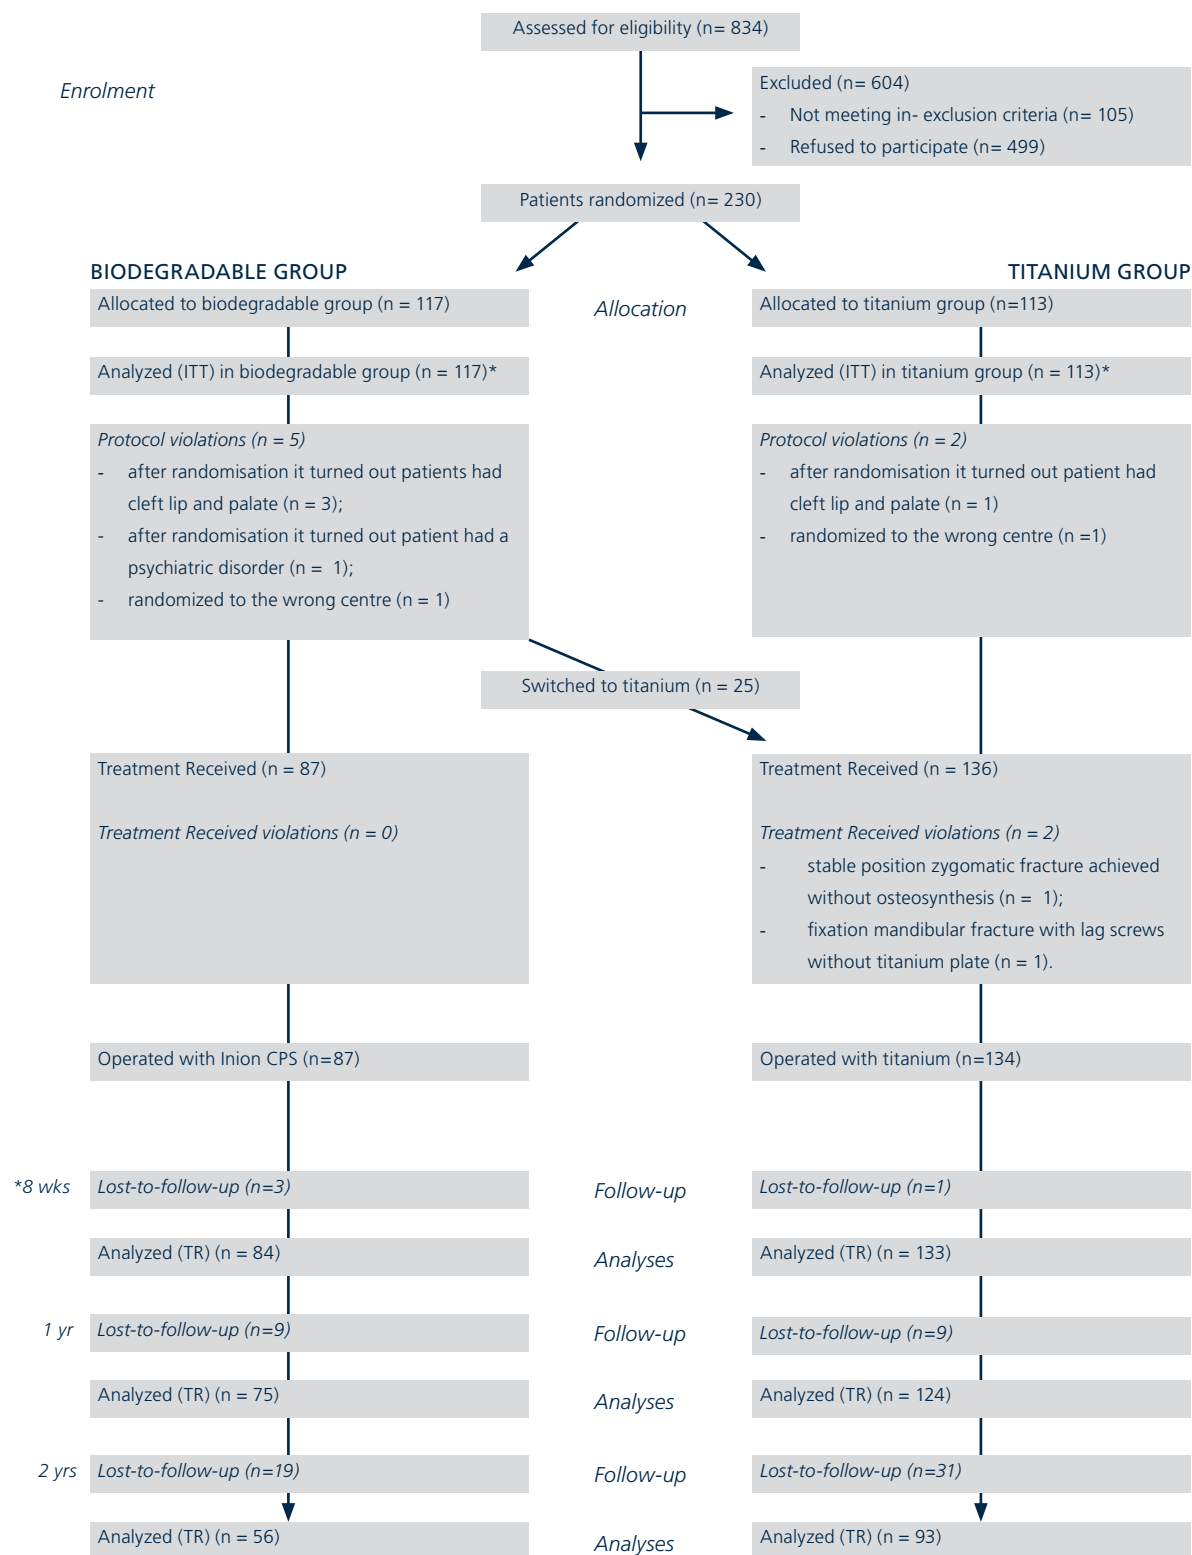 Assessed for eligibility (n= 834)
Enrolment
Excluded (n= 604)
- Not meeting in- exclusion criteria (n= 105)
- Refused to participate (n= 499)
Patients randomized (n= 230)
BIODEGRADABLE GROUP
TITANIUM GROUP
Allocated to biodegradable group (n = 117)
Allocation
Allocated to titanium group (n=113)
Analyzed (ITT) in biodegradable group (n = 117)*
Analyzed (ITT) in titanium group (n = 113)*
Protocol violations (n = 5)
- after randomisation it turned out patients had
cleft lip and palate (n = 3);
- after randomisation it turned out patient had a
psychiatric disorder (n =  1);
- randomized to the wrong centre (n = 1)
Protocol violations (n = 2)
- after randomisation it turned out patient had
cleft lip and palate (n = 1)
- randomized to the wrong centre (n =1)
Switched to titanium (n = 25)
Treatment Received (n = 87)
Treatment Received violations (n = 0)
Treatment Received (n = 136)
Treatment Received violations (n = 2)
- stable position zygomatic fracture achieved
without osteosynthesis (n =  1);
- fixation mandibular fracture with lag screws
without titanium plate (n = 1).
Operated with Inion CPS (n=87)
Operated with titanium (n=134)
*8 wks
Lost-to-follow-up (n=3)
Follow-up
Lost-to-follow-up (n=1)
Analyzed (TR) (n = 84)
Analyses
Analyzed (TR) (n = 133)
1 yr
Lost-to-follow-up (n=9)
Follow-up
Lost-to-follow-up (n=9)
Analyzed (TR) (n = 75)
Analyses
Analyzed (TR) (n = 124)
2 yrs
Lost-to-follow-up (n=19)
Follow-up
Lost-to-follow-up (n=31)
Analyzed (TR) (n = 56)
Analyses
Analyzed (TR) (n = 93)